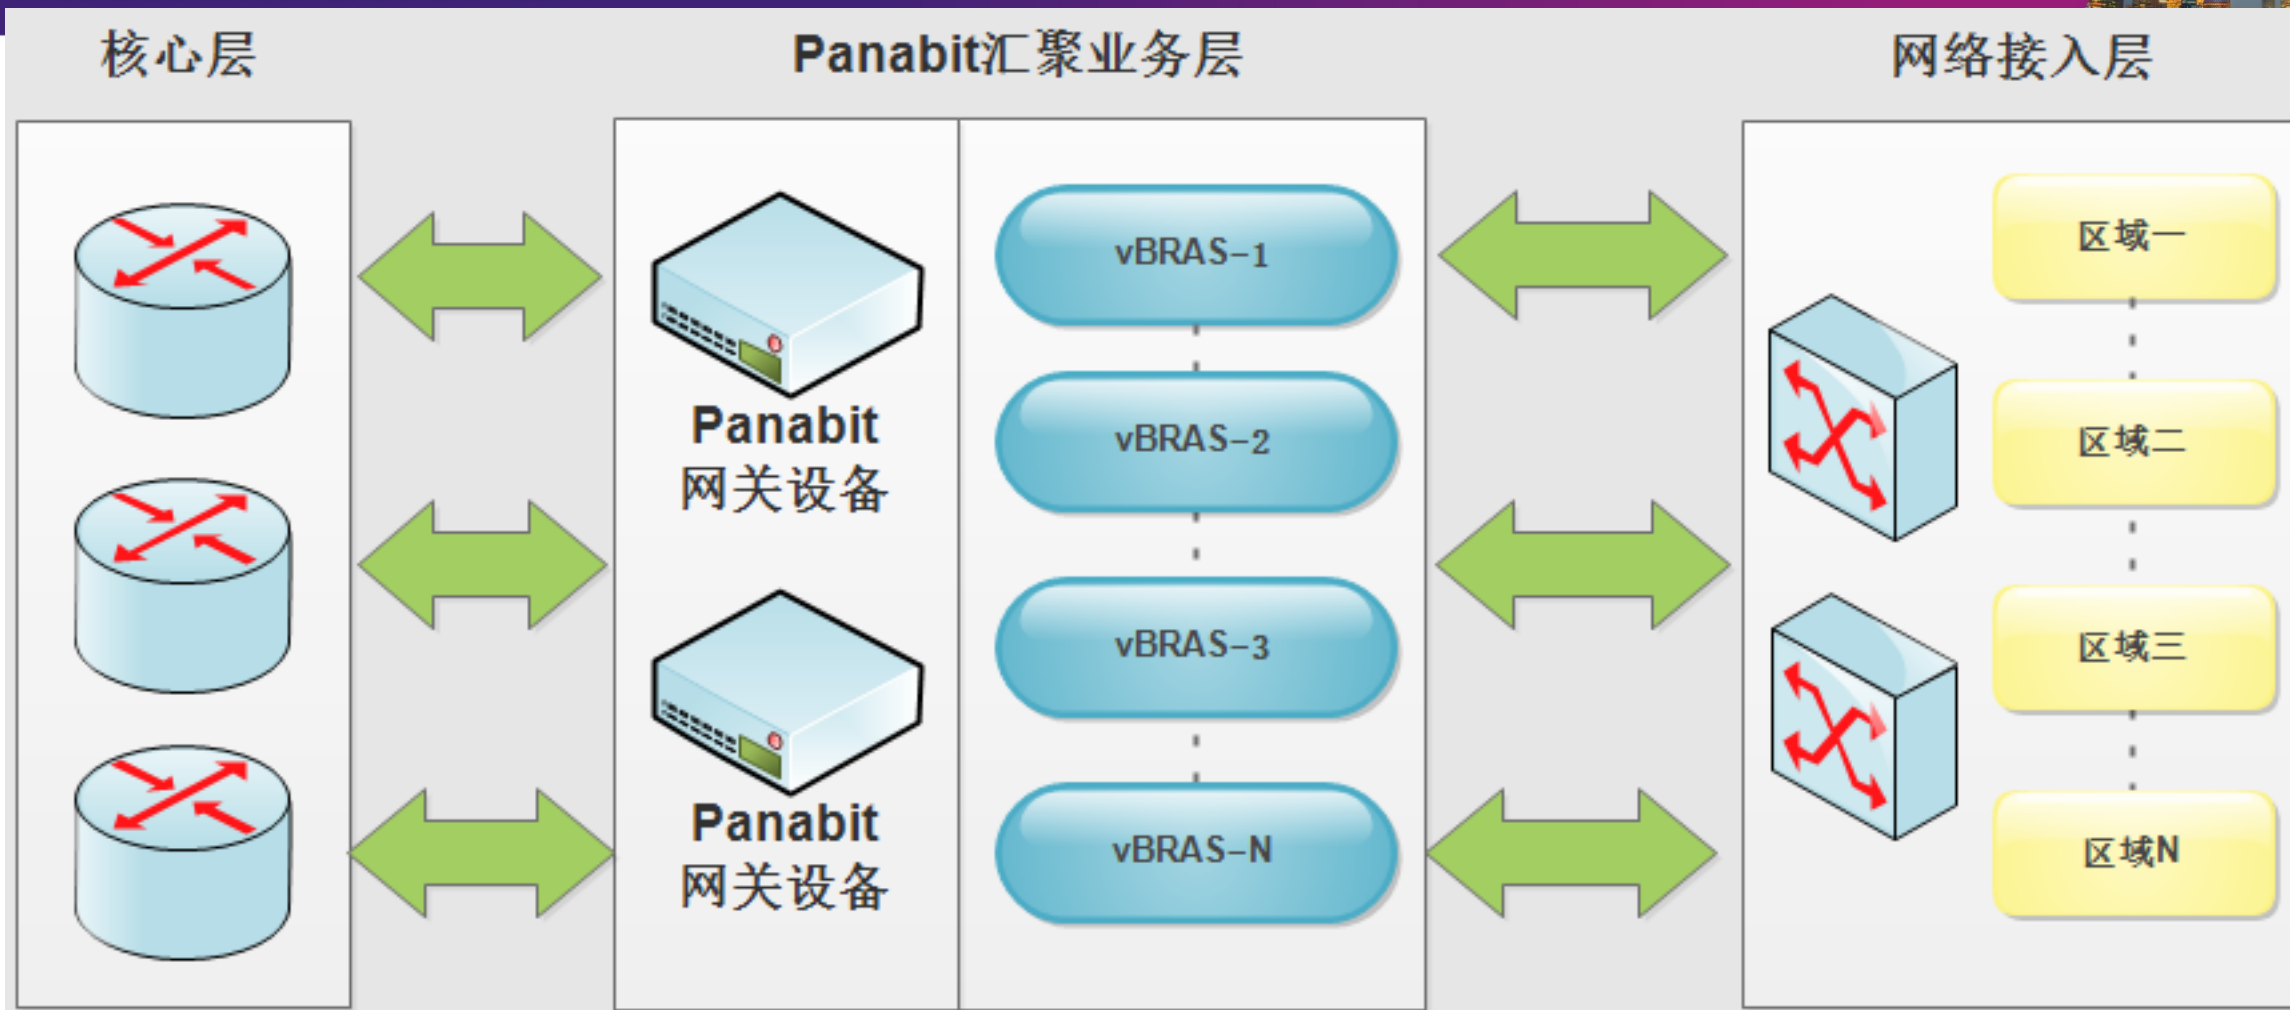 核心层
Panabit汇聚业务层
网络接入层
Panabit
网关设备
Panabit
网关设备
vBRAS-1
vBRAS-2
vBRAS-3
vBRAS-N
区域一
区域二
区域三
区域N